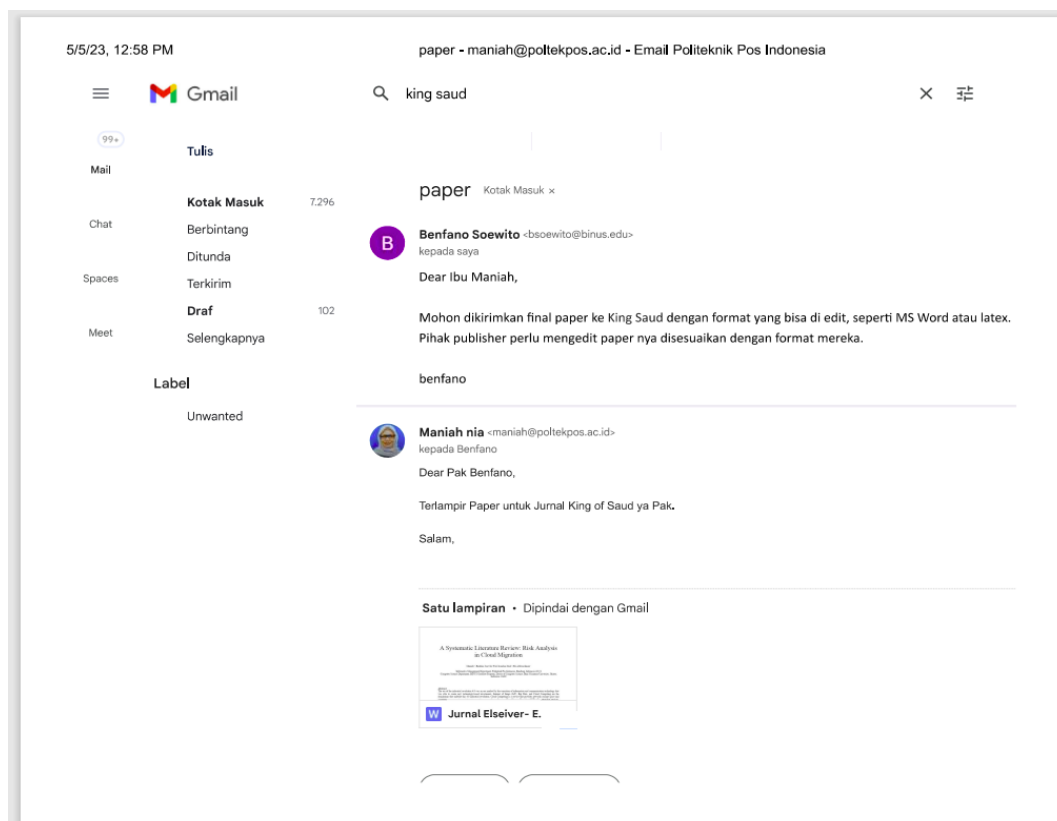 5/5/23, 12:58 PM
paper - maniah@poltekpos.ac.id - Email Politeknik Pos Indonesia
Gmail
king saud
99+
Mail
Chat
Spaces
Meet
Tulis
Kotak Masuk 7.296
Berbintang
Ditunda
Terkirim
Draf 102
Selengkapnya
Label
Unwanted
paper Kotak Masuk ×
B
Benfano Soewito <bsoewito@binus.edu>
kepada saya
Dear Ibu Maniah,
Mohon dikirimkan final paper ke King Saud dengan format yang bisa di edit, seperti MS Word atau latex.
Pihak publisher perlu mengedit paper nya disesuaikan dengan format mereka.
benfano
Maniah nia <maniah@poltekpos.ac.id>
kepada Benfano
Dear Pak Benfano,
Terlampir Paper untuk Jurnal King of Saud ya Pak.
Salam,
Satu lampiran • Dipindai dengan Gmail
A Systematic Literature Review: Risk Analysis
in Cloud Migration
W Jurnal Elseiver- E.